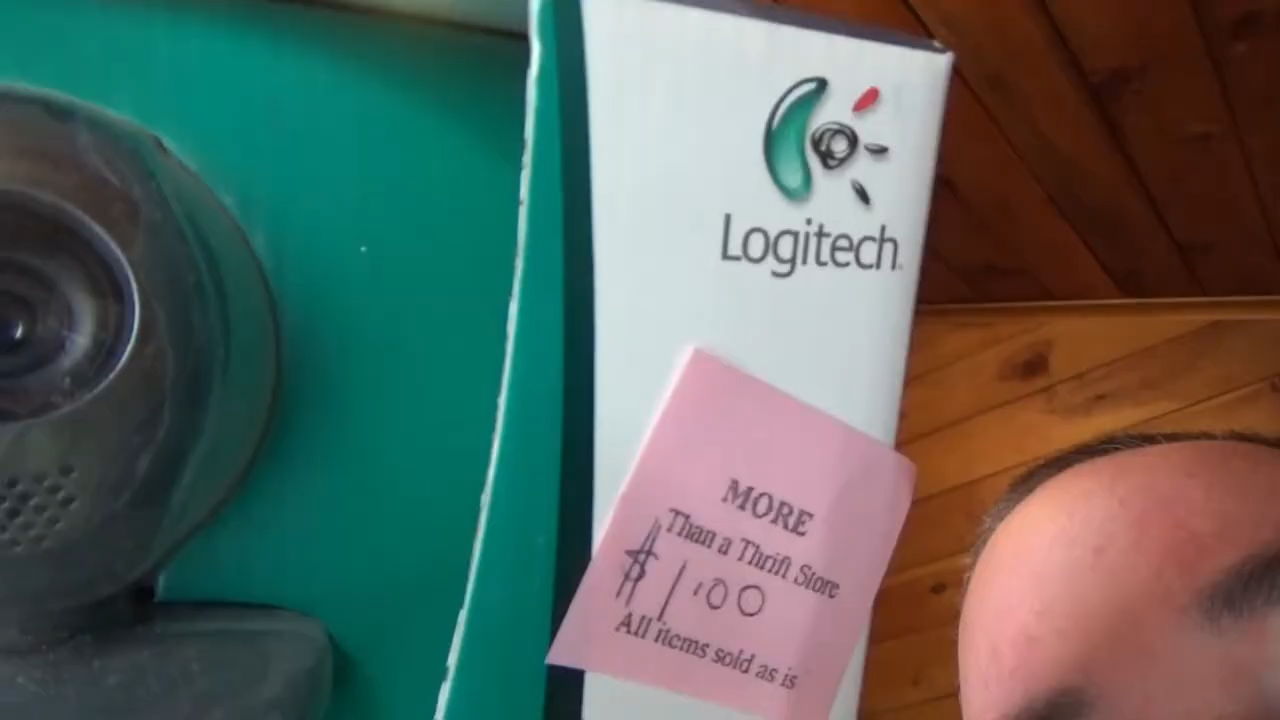 Logitech
MORE
Than a Thrift Store
$1.00
All items sold as is